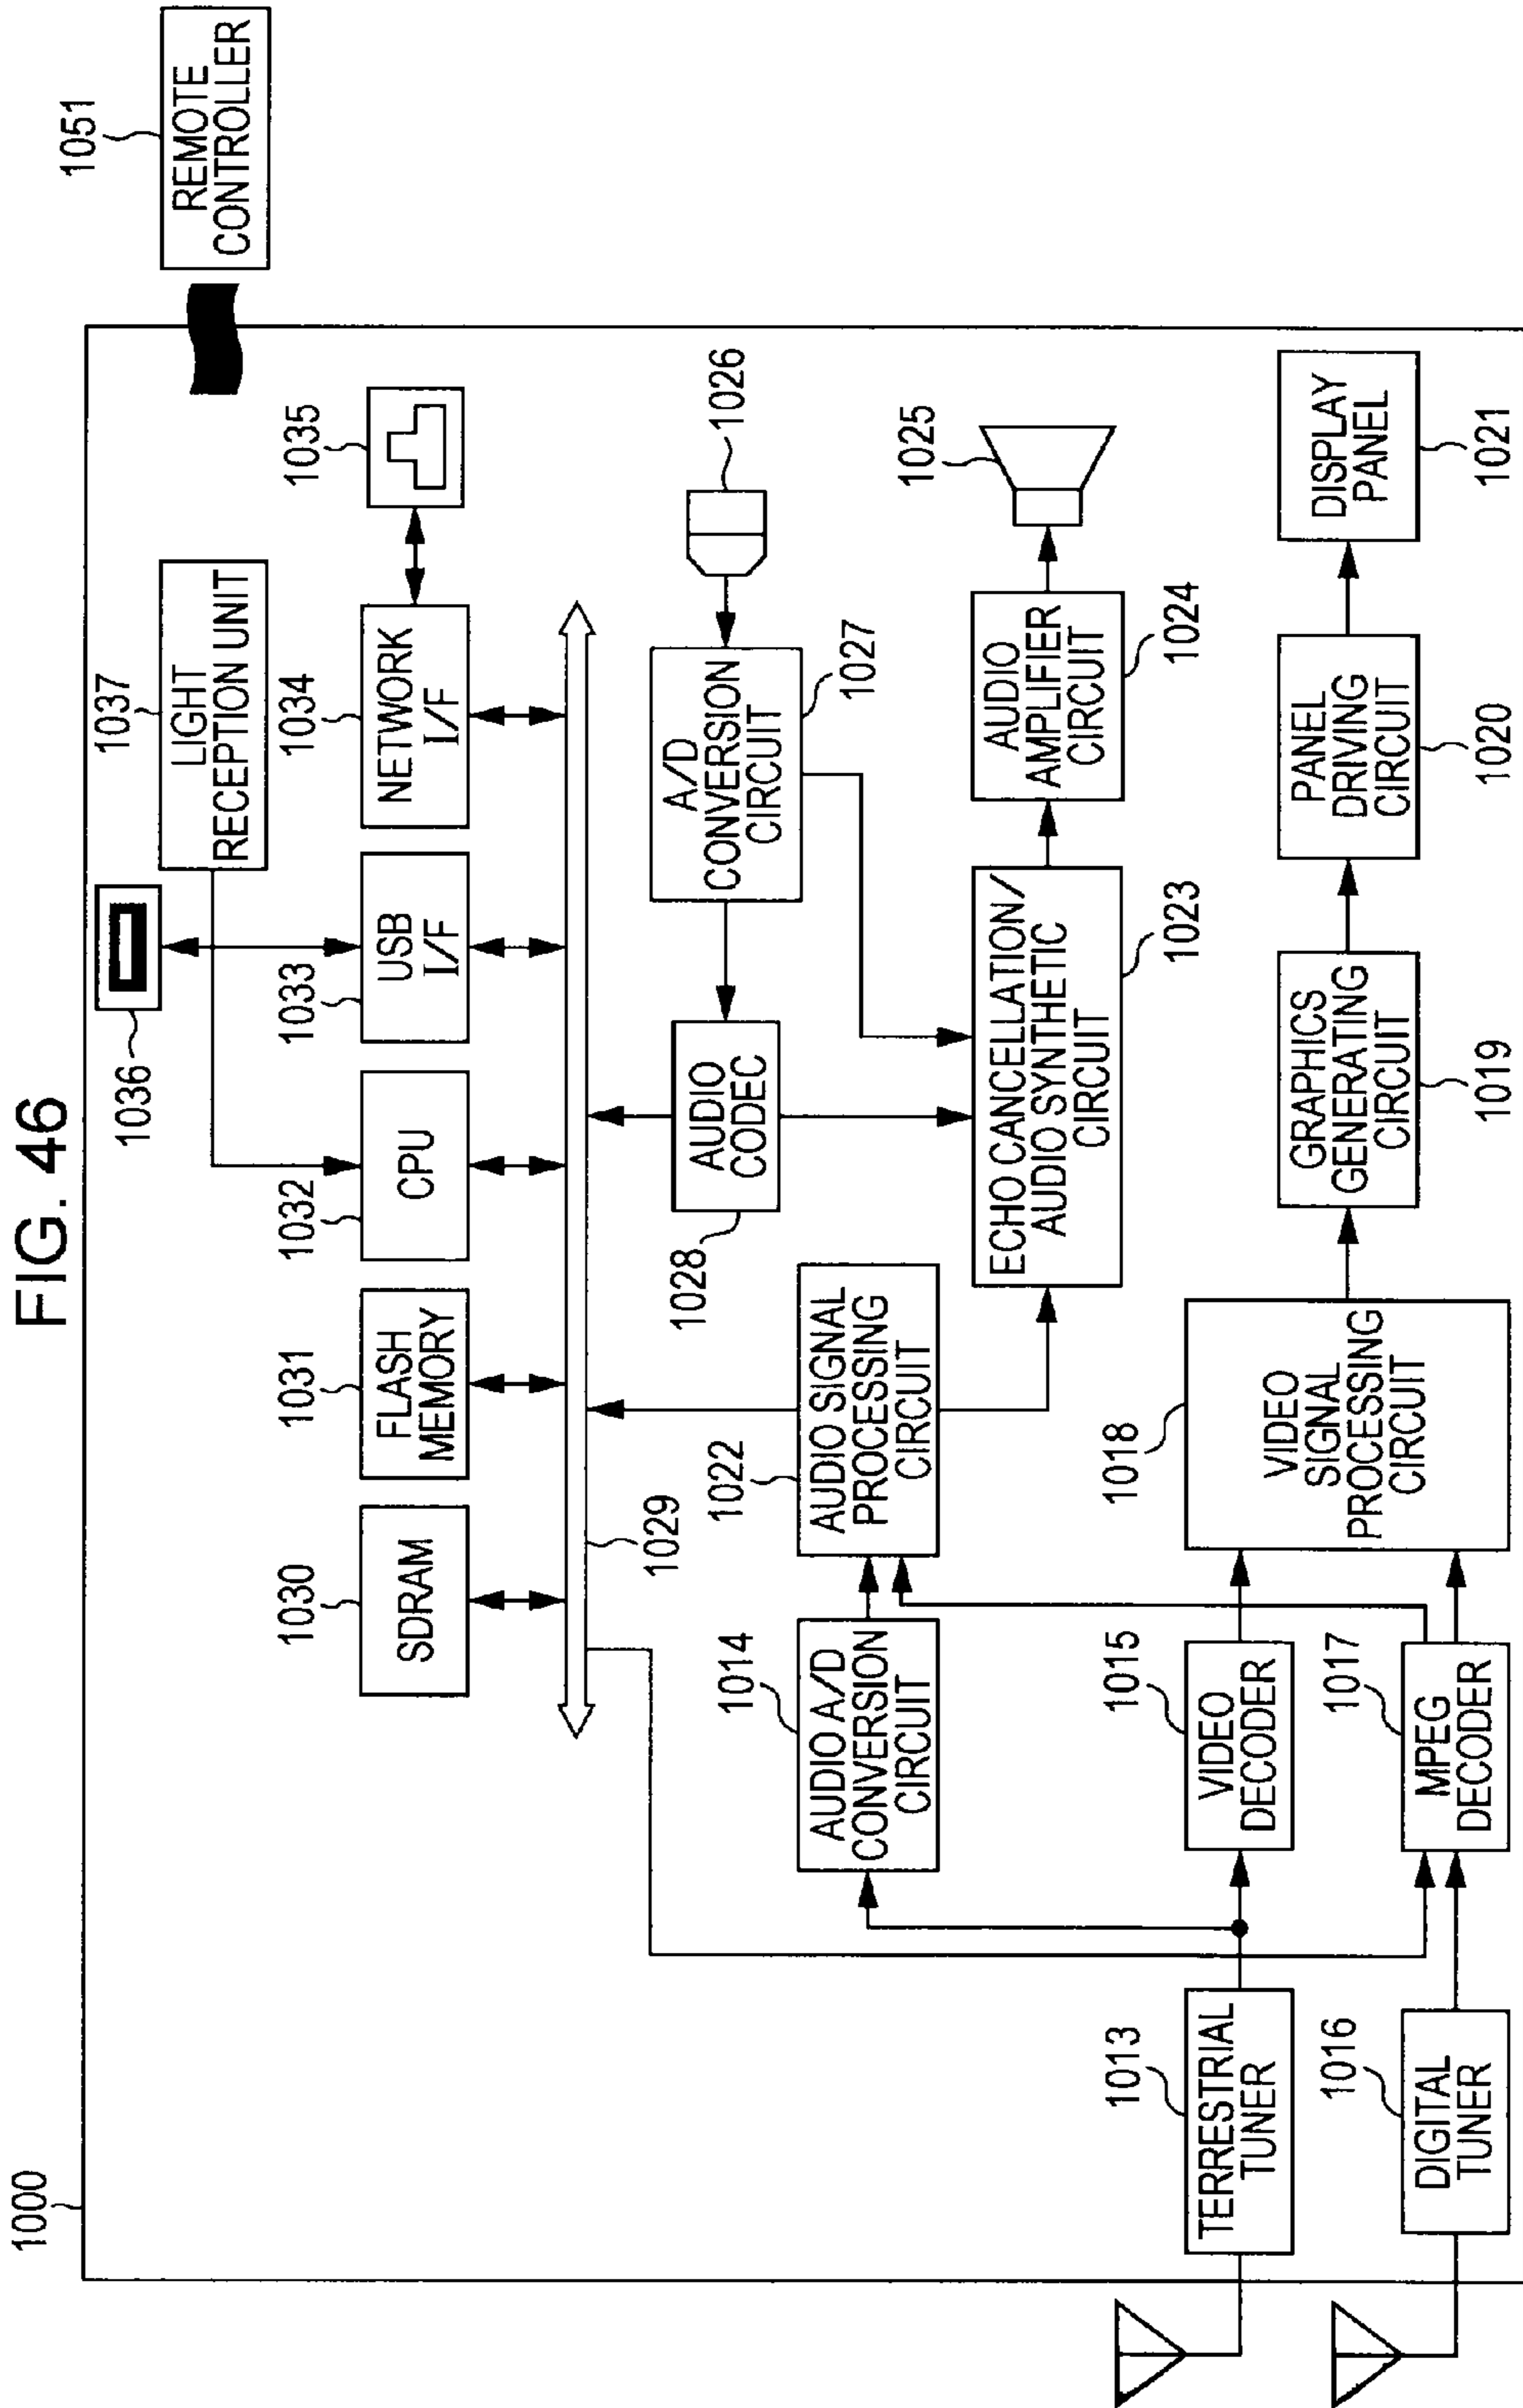 FIG. 46
1000
1051
REMOTE
CONTROLLER
1037
LIGHT
RECEPTION UNIT
1036
1035
1030
SDRAM
1031
FLASH
MEMORY
1032
CPU
1033
USB
I/F
1034
NETWORK
I/F
1029
1026
A/D
CONVERSION
CIRCUIT
1027
AUDIO
CODEC
1028
1014
AUDIO A/D
CONVERSION
CIRCUIT
1022
AUDIO SIGNAL
PROCESSING
CIRCUIT
ECHO CANCELLATION/
AUDIO SYNTHETIC
CIRCUIT
1023
AUDIO
AMPLIFIER
CIRCUIT
1024
1025
1013
TERRESTRIAL
TUNER
1015
VIDEO
DECODER
1018
VIDEO
SIGNAL
PROCESSING
CIRCUIT
GRAPHICS
GENERATING
CIRCUIT
1019
PANEL
DRIVING
CIRCUIT
1020
DISPLAY
PANEL
1021
1016
DIGITAL
TUNER
1017
MPEG
DECODER